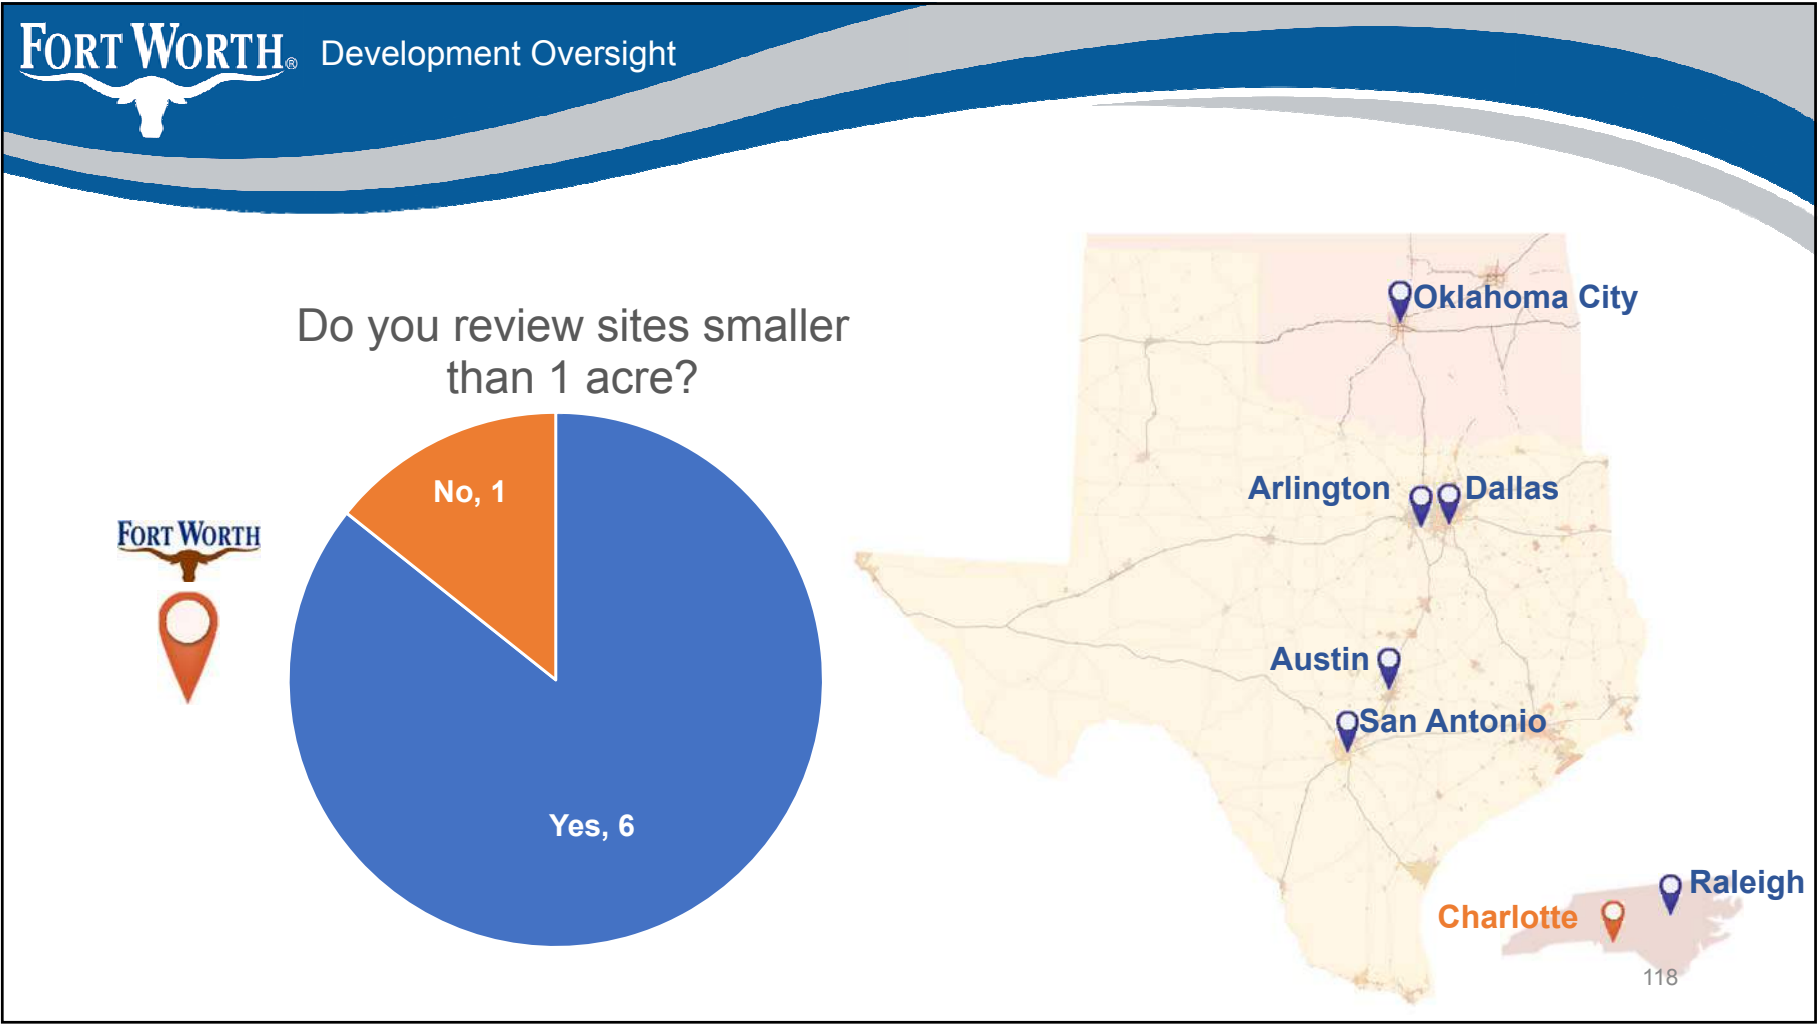 FORT WORTH®
Development Oversight
Do you review sites smaller
than 1 acre?
No, 1
Yes, 6
FORT WORTH
Oklahoma City
Arlington
Dallas
Austin
San Antonio
Raleigh
Charlotte
118